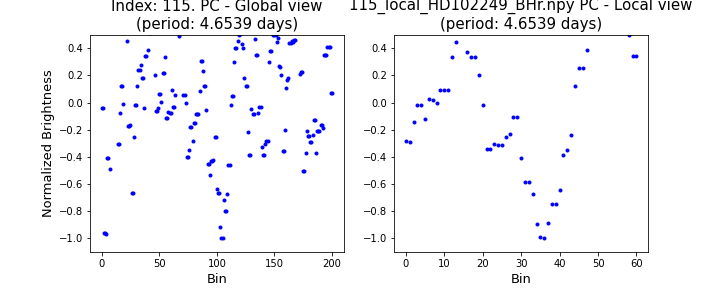 Index: 115. PC - Global view
(period: 4.6539 days)
115_local_HD102249_BHr.npy PC - Local view
(period: 4.6539 days)
Normalized Brightness
0.4
0.2
0.0
−0.2
−0.4
−0.6
−0.8
−1.0
0 50 100 150 200
Bin
0.4
0.2
0.0
−0.2
−0.4
−0.6
−0.8
−1.0
0 10 20 30 40 50 60
Bin